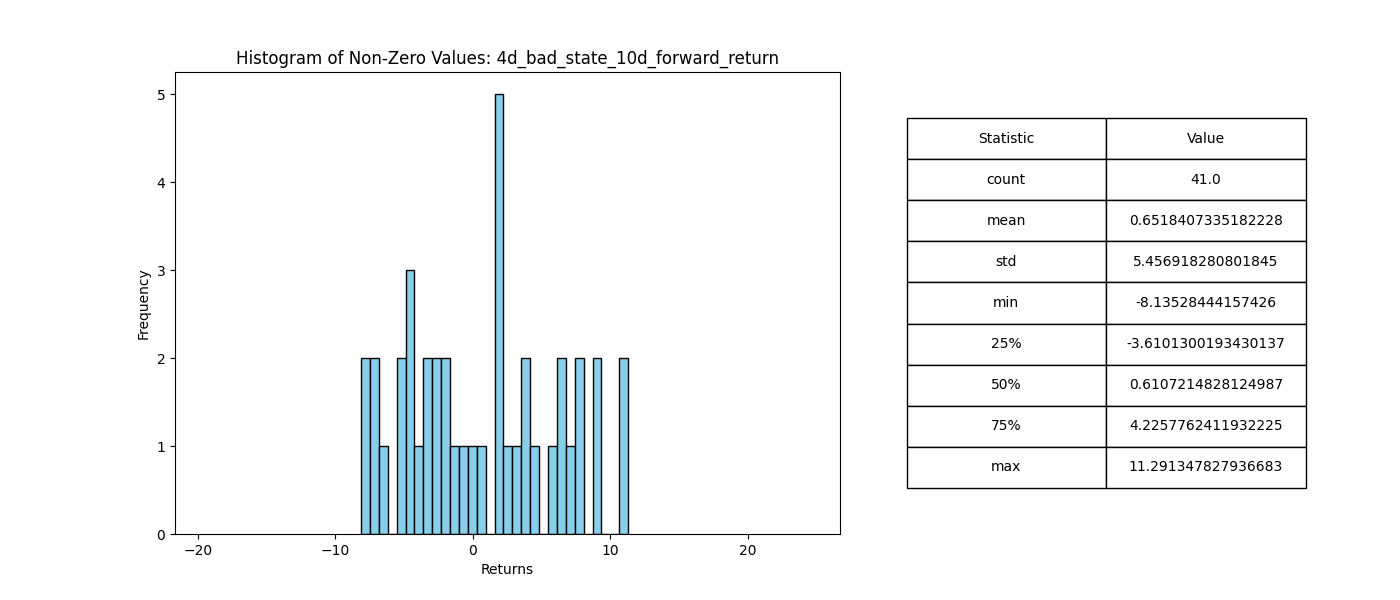 Histogram of Non-Zero Values: 4d_bad_state_10d_forward_return
5
4
3
2
1
0
Frequency
−20
−10
0
10
20
Returns
Statistic Value
count 41.0
mean 0.6518407335182228
std 5.456918280801845
min -8.13528444157426
25% -3.6101300193430137
50% 0.6107214828124987
75% 4.2257762411932225
max 11.291347827936683